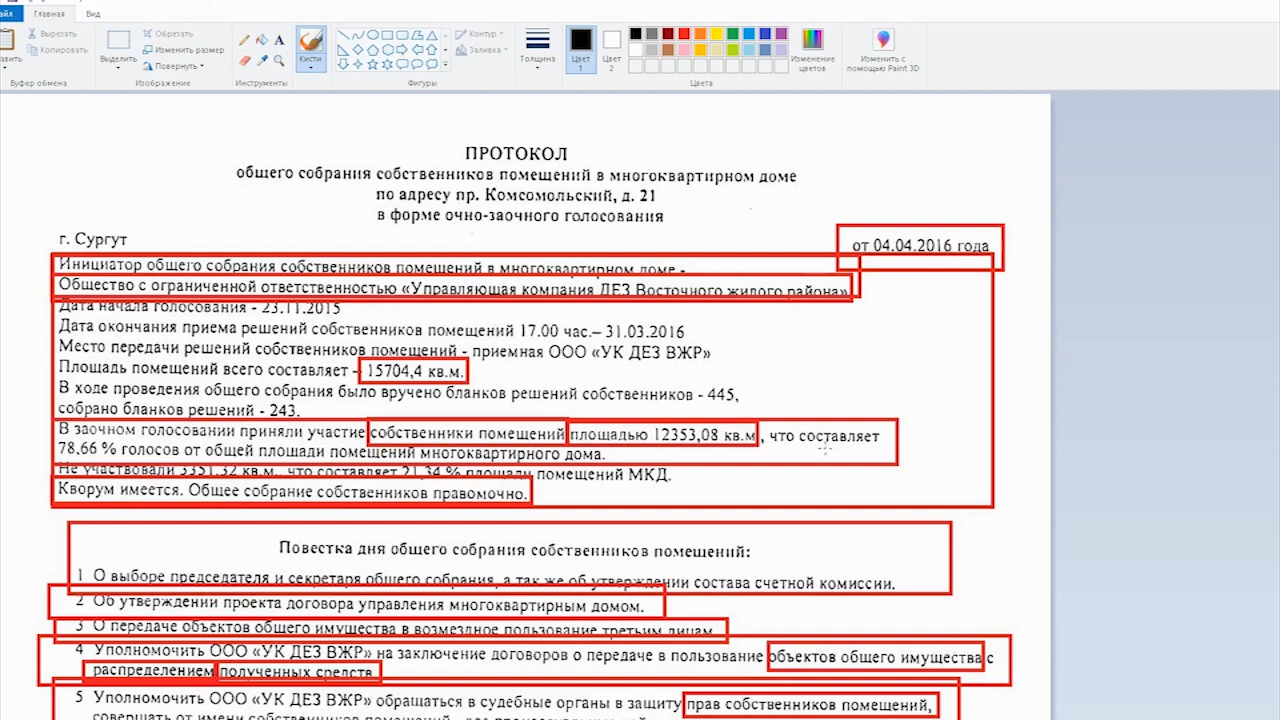 Файл
Главная
Вид
Вырезать
Копировать
Буфер обмена
Выделить
Обрезать
Изменить размер
Повернуть
Изображение
Инструменты
Кисти
Фигуры
Контур
Заливка
Толщина
Цвет 1
Цвет 2
Цвета
Изменение цветов
Изменить с помощью Paint 3D
ПРОТОКОЛ
общего собрания собственников помещений в многоквартирном доме
по адресу пр. Комсомольский, д. 21
в форме очно-заочного голосования
г. Сургут от 04.04.2016 года
Инициатор общего собрания собственников помещений в многоквартирном доме -
Общество с ограниченной ответственностью «Управляющая компания ДЕЗ Восточного жилого района»
Дата начала голосования - 23.11.2015
Дата окончания приема решений собственников помещений 17.00 час.– 31.03.2016
Место передачи решений собственников помещений - приемная ООО «УК ДЕЗ ВЖР»
Площадь помещений всего составляет – 15704,4 кв.м.
В ходе проведения общего собрания было вручено бланков решений собственников - 445,
собрано бланков решений - 243.
В заочном голосовании приняли участие собственники помещений площадью 12353,08 кв.м, что составляет
78,66 % голосов от общей площади помещений многоквартирного дома.
Не участвовали 3351,32 кв.м., что составляет 21,34 % площади помещений МКД.
Кворум имеется. Общее собрание собственников правомочно.
Повестка дня общего собрания собственников помещений:
1 О выборе председателя и секретаря общего собрания, а так же об утверждении состава счетной комиссии.
2 Об утверждении проекта договора управления многоквартирным домом.
3 О передаче объектов общего имущества в возмездное пользование третьим лицам
4 Уполномочить ООО «УК ДЕЗ ВЖР» на заключение договоров о передаче в пользование объектов общего имущества с
распределением полученных средств
5 Уполномочить ООО «УК ДЕЗ ВЖР» обращаться в судебные органы в защиту прав собственников помещений,
совершать от имени собственников помещений